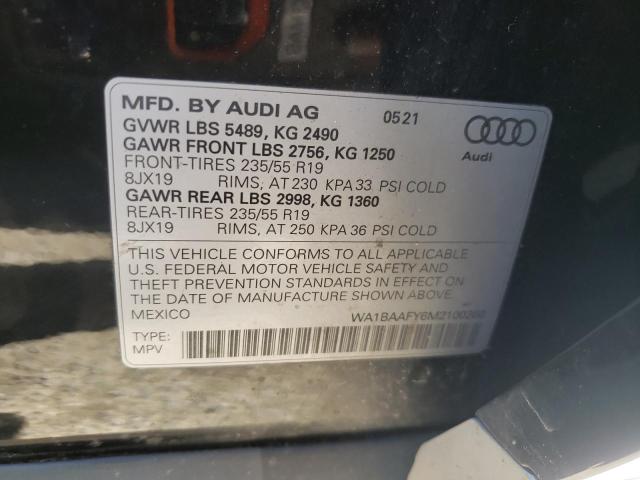 MFD. BY AUDI AG 0521
GVWR LBS 5489, KG 2490
GAWR FRONT LBS 2756, KG 1250
FRONT-TIRES 235/55 R19
8JX19 RIMS, AT 230 KPA 33 PSI COLD
GAWR REAR LBS 2998, KG 1360
REAR-TIRES 235/55 R19
8JX19 RIMS, AT 250 KPA 36 PSI COLD
Audi
THIS VEHICLE CONFORMS TO ALL APPLICABLE
U.S. FEDERAL MOTOR VEHICLE SAFETY AND
THEFT PREVENTION STANDARDS IN EFFECT ON
THE DATE OF MANUFACTURE SHOWN ABOVE.
MEXICO
TYPE:
MPV